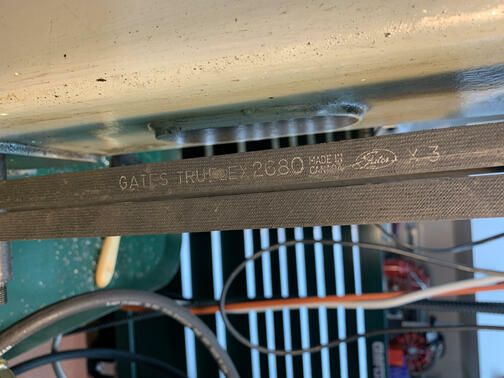 GATES TRUFLEX 2680 MADE IN
CANADA Gates X-3